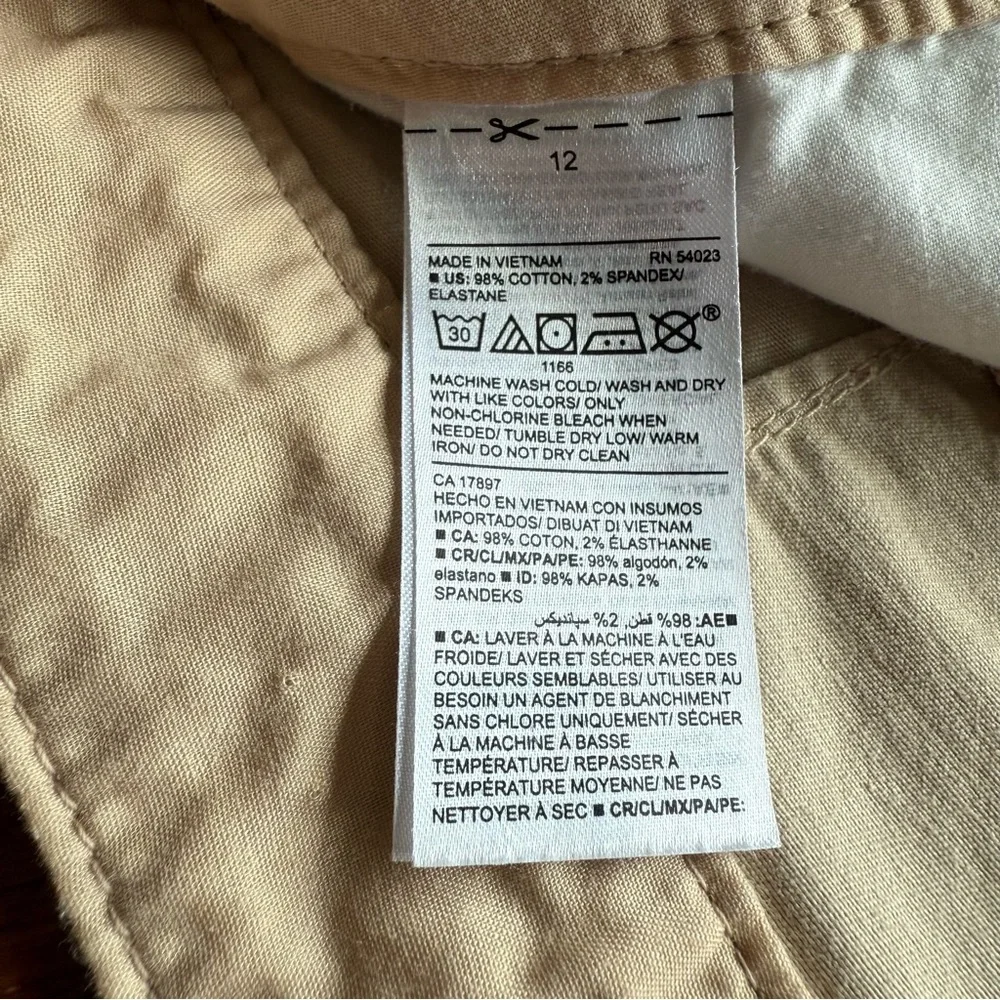 12
MADE IN VIETNAM RN 54023
■ US: 98% COTTON, 2% SPANDEX/
ELASTANE
30 ®
1166
MACHINE WASH COLD/ WASH AND DRY
WITH LIKE COLORS/ ONLY
NON-CHLORINE BLEACH WHEN
NEEDED/ TUMBLE DRY LOW/ WARM
IRON/ DO NOT DRY CLEAN
CA 17897
HECHO EN VIETNAM CON INSUMOS
IMPORTADOS/ DIBUAT DI VIETNAM
■ CA: 98% COTON, 2% ÉLASTHANNE
■ CR/CL/MX/PA/PE: 98% algodón, 2%
elastano ■ ID: 98% KAPAS, 2%
SPANDEKS
■AE: 98% قطن, 2% سپاندیکس
■ CA: LAVER À LA MACHINE À L'EAU
FROIDE/ LAVER ET SÉCHER AVEC DES
COULEURS SEMBLABLES/ UTILISER AU
BESOIN UN AGENT DE BLANCHIMENT
SANS CHLORE UNIQUEMENT/ SÉCHER
À LA MACHINE À BASSE
TEMPÉRATURE/ REPASSER À
TEMPÉRATURE MOYENNE/ NE PAS
NETTOYER À SEC ■ CR/CL/MX/PA/PE: